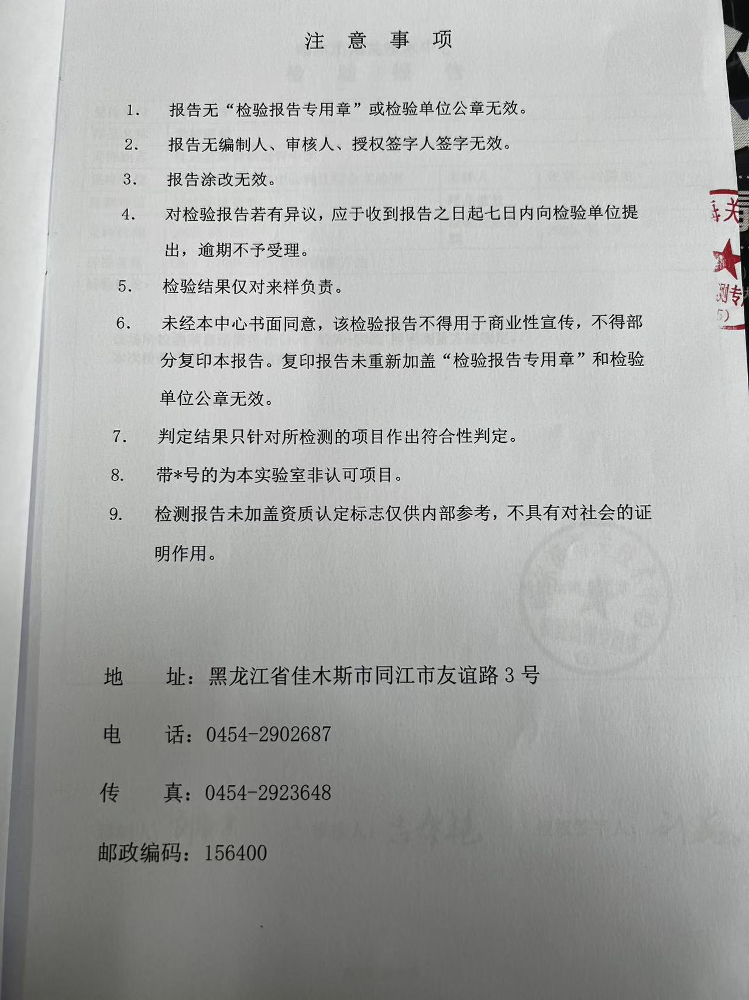 注 意 事 项
1. 报告无“检验报告专用章”或检验单位公章无效。
2. 报告无编制人、审核人、授权签字人签字无效。
3. 报告涂改无效。
4. 对检验报告若有异议，应于收到报告之日起七日内向检验单位提
出，逾期不予受理。
5. 检验结果仅对来样负责。
6. 未经本中心书面同意，该检验报告不得用于商业性宣传，不得部
分复印本报告。复印报告未重新加盖“检验报告专用章”和检验
单位公章无效。
7. 判定结果只针对所检测的项目作出符合性判定。
8. 带*号的为本实验室非认可项目。
9. 检测报告未加盖资质认定标志仅供内部参考，不具有对社会的证
明作用。
海关
测专
5)
地 址：黑龙江省佳木斯市同江市友谊路 3 号
电 话：0454-2902687
传 真：0454-2923648
邮政编码：156400